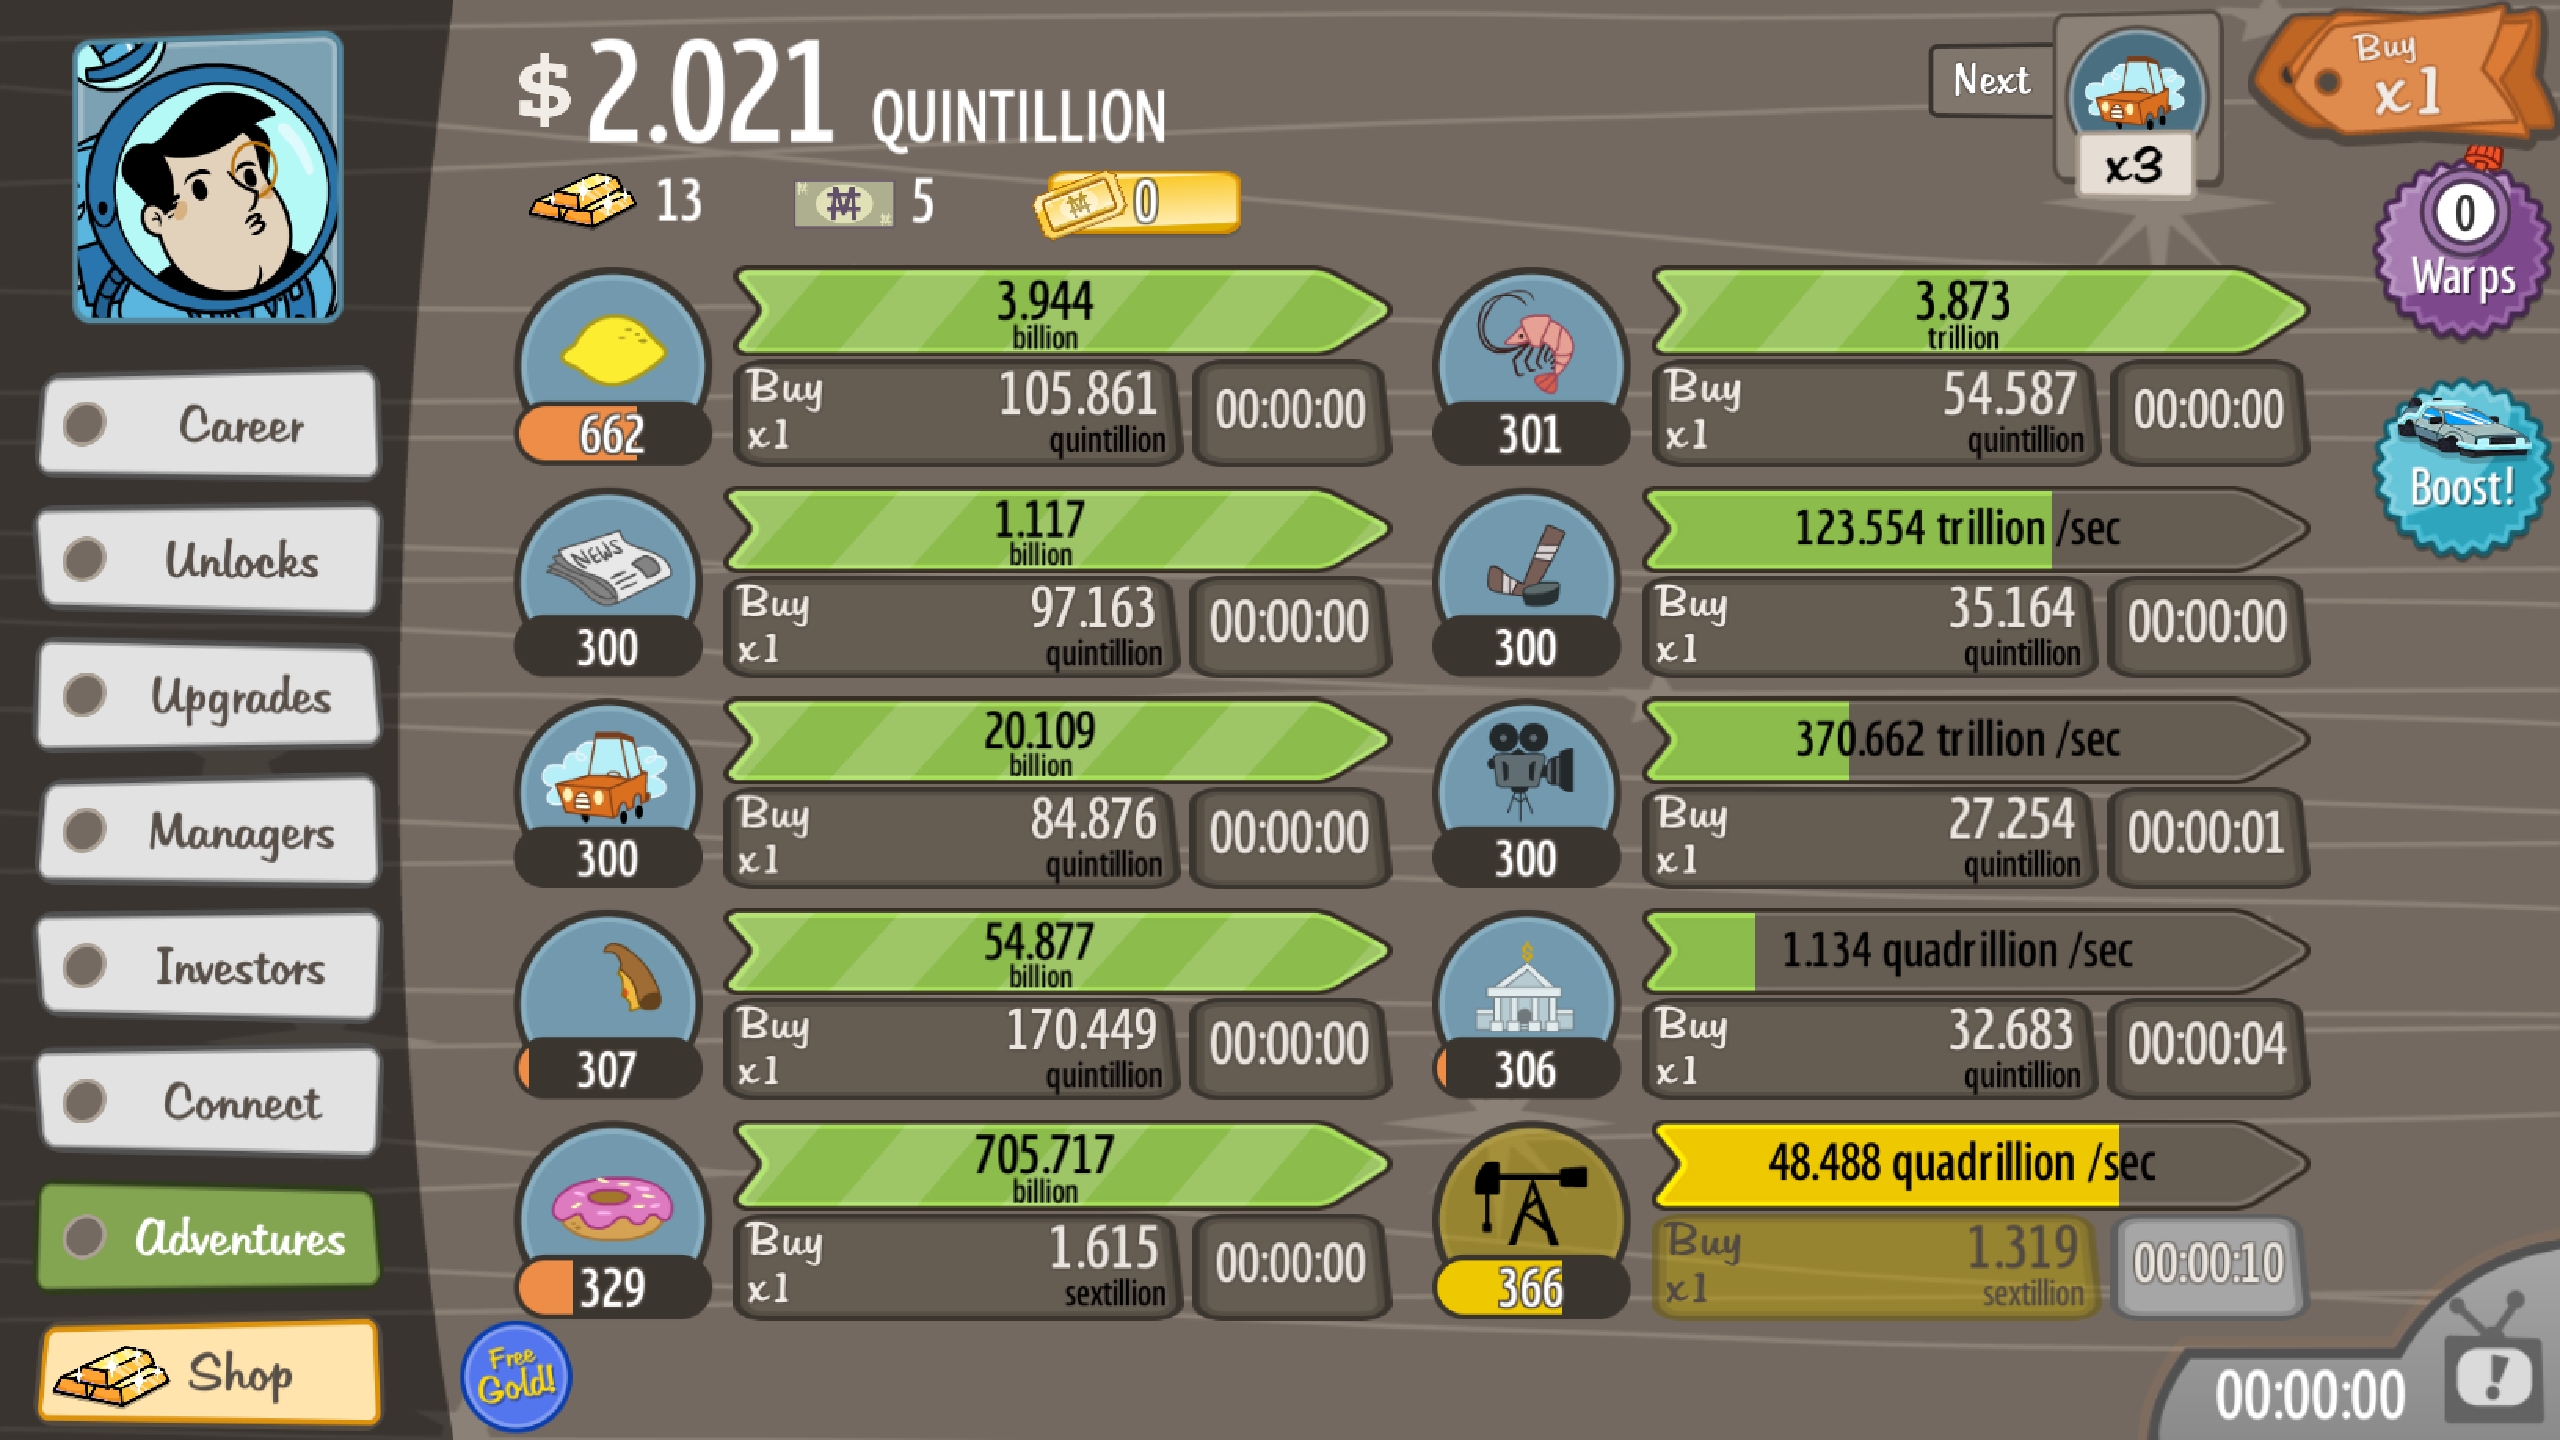 $2.021 QUINTILLION
Next
x3
Buy
x1
13
5
0
0
Warps
Boost!
Career
Unlocks
Upgrades
Managers
Investors
Connect
Adventures
Shop
Free
Gold!
662
3.944
billion
Buy
x1
105.861
quintillion
00:00:00
NEWS
300
1.117
billion
Buy
x1
97.163
quintillion
00:00:00
300
20.109
billion
Buy
x1
84.876
quintillion
00:00:00
307
54.877
billion
Buy
x1
170.449
quintillion
00:00:00
329
705.717
billion
Buy
x1
1.615
sextillion
00:00:00
301
3.873
trillion
Buy
x1
54.587
quintillion
00:00:00
300
123.554 trillion /sec
Buy
x1
35.164
quintillion
00:00:00
300
370.662 trillion /sec
Buy
x1
27.254
quintillion
00:00:01
$
306
1.134 quadrillion /sec
Buy
x1
32.683
quintillion
00:00:04
366
48.488 quadrillion /sec
Buy
x1
1.319
sextillion
00:00:10
00:00:00
!